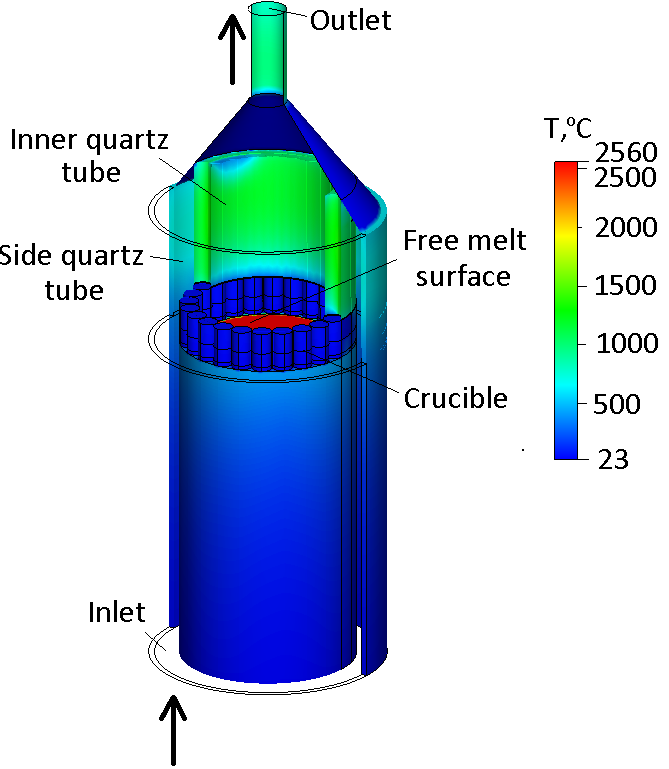 Outlet
Inner quartz
tube
T,°C
2560
2500
2000
1500
1000
500
23
Side quartz
tube
Free melt
surface
Crucible
Inlet